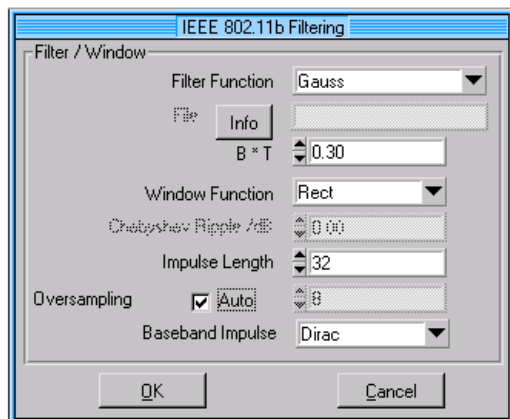 IEEE 802.11b Filtering
Filter / Window
Filter Function Gauss
File Info
B * T 0.30
Window Function Rect
Chebyshev Ripple /dB 0.00
Impulse Length 32
Oversampling Auto 8
Baseband Impulse Dirac
OK Cancel